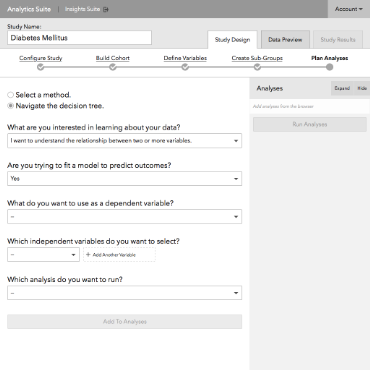 Analytics Suite | Insights Suite
Account
Study Name:
Diabetes Mellitus
Study Design
Data Preview
Study Results
Configure Study
Build Cohort
Define Variables
Create Sub-Groups
Plan Analyses
Select a method.
Navigate the decision tree.
Analyses
Expand
Hide
Add analyses from the browser
Run Analyses
What are you interested in learning about your data?
I want to understand the relationship between two or more variables.
Are you trying to fit a model to predict outcomes?
Yes
What do you want to use as a dependent variable?
--
Which independent variables do you want to select?
--
+ Add Another Variable
Which analysis do you want to run?
--
Add To Analyses